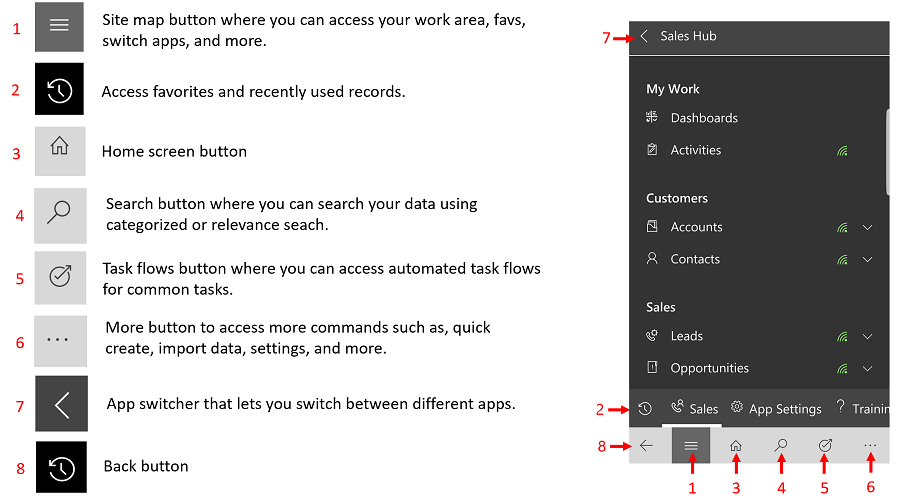 1 Site map button where you can access your work area, favs,
switch apps, and more.
2 Access favorites and recently used records.
3 Home screen button
4 Search button where you can search your data using
categorized or relevance seach.
5 Task flows button where you can access automated task flows
for common tasks.
6 More button to access more commands such as, quick
create, import data, settings, and more.
7 App switcher that lets you switch between different apps.
8 Back button
7 Sales Hub
My Work
Dashboards
Activities
Customers
Accounts
Contacts
Sales
Leads
Opportunities
2 Sales App Settings ? Trainin
8
1 3 4 5 6